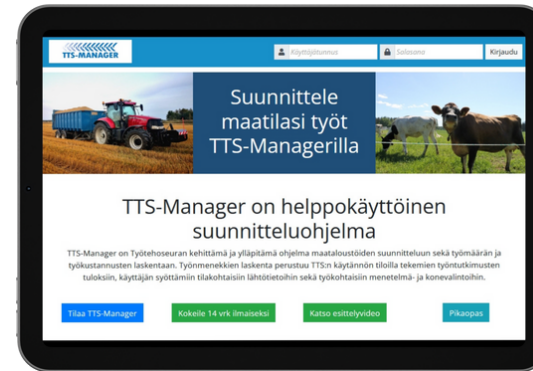 TTS-MANAGER
Käyttäjätunnus
Salasana
Kirjaudu
Suunnittele
maatilasi työt
TTS-Managerilla
TTS-Manager on helppokäyttöinen
suunnitteluohjelma
TTS-Manager on Työtehoseuran kehittämä ja ylläpitämä ohjelma maataloustöiden suunnitteluun sekä työmäärän ja
työkustannusten laskentaan. Työnmenekkien laskenta perustuu TTS:n käytännön tiloilla tekemien työntutkimusten
tuloksiin, käyttäjän syöttämiin tilakohtaisiin lähtötietoihin sekä työkohtaisiin menetelmä- ja konevalintoihin.
Tilaa TTS-Manager
Kokeile 14 vrk ilmaiseksi
Katso esittelyvideo
Pikaopas